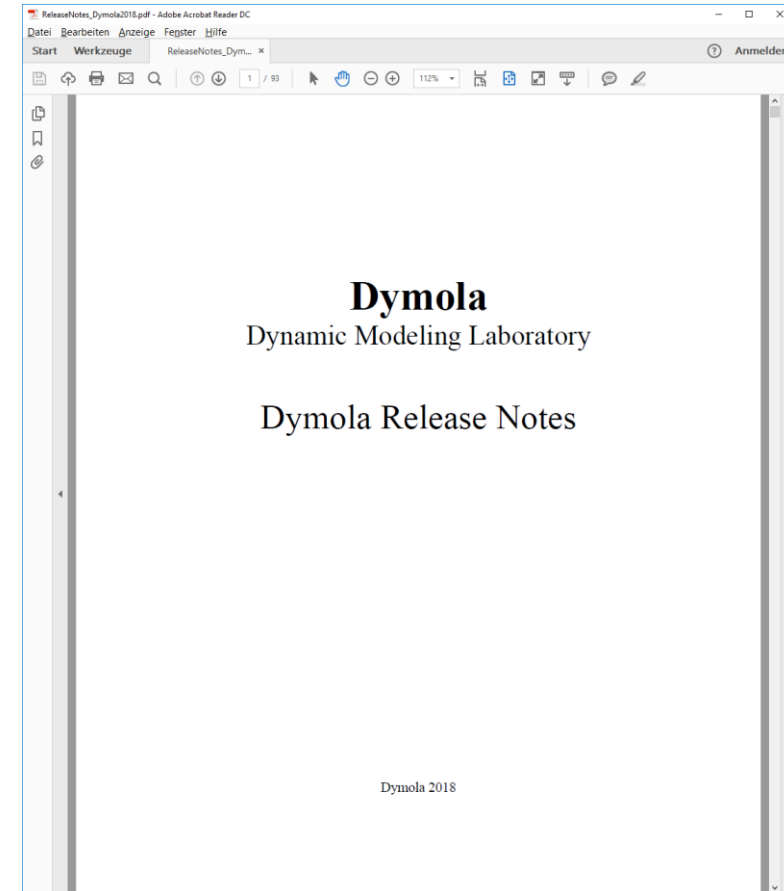 ReleaseNotes_Dymola2018.pdf - Adobe Acrobat Reader DC
Datei Bearbeiten Anzeige Fenster Hilfe
Start Werkzeuge ReleaseNotes_Dym... × Anmelden
1 / 93 112%
Dymola
Dynamic Modeling Laboratory
Dymola Release Notes
Dymola 2018